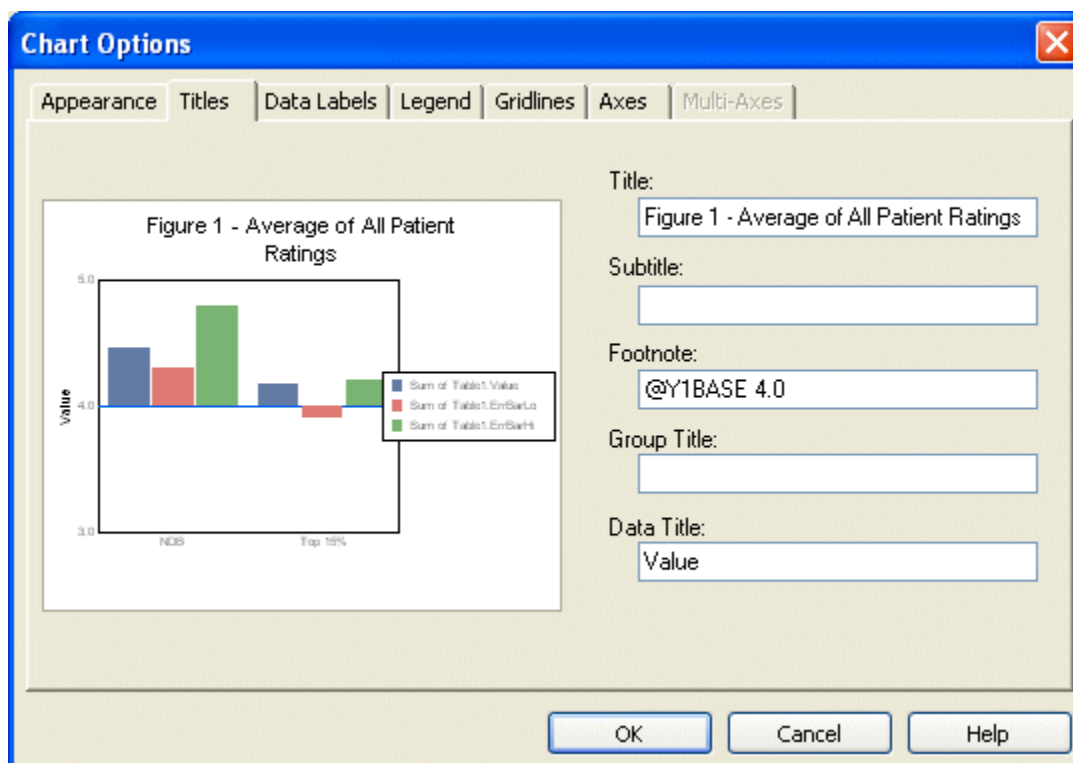 Chart Options
Appearance Titles Data Labels Legend Gridlines Axes Multi-Axes
Title:
Figure 1 - Average of All Patient Ratings
Subtitle:
Footnote:
@Y1BASE 4.0
Group Title:
Data Title:
Value
Figure 1 - Average of All Patient
Ratings
5.0
4.0
3.0
Value
NDB Top 15%
Sum of Table1.Value
Sum of Table1.ErrBarLo
Sum of Table1.ErrBarHi
OK Cancel Help